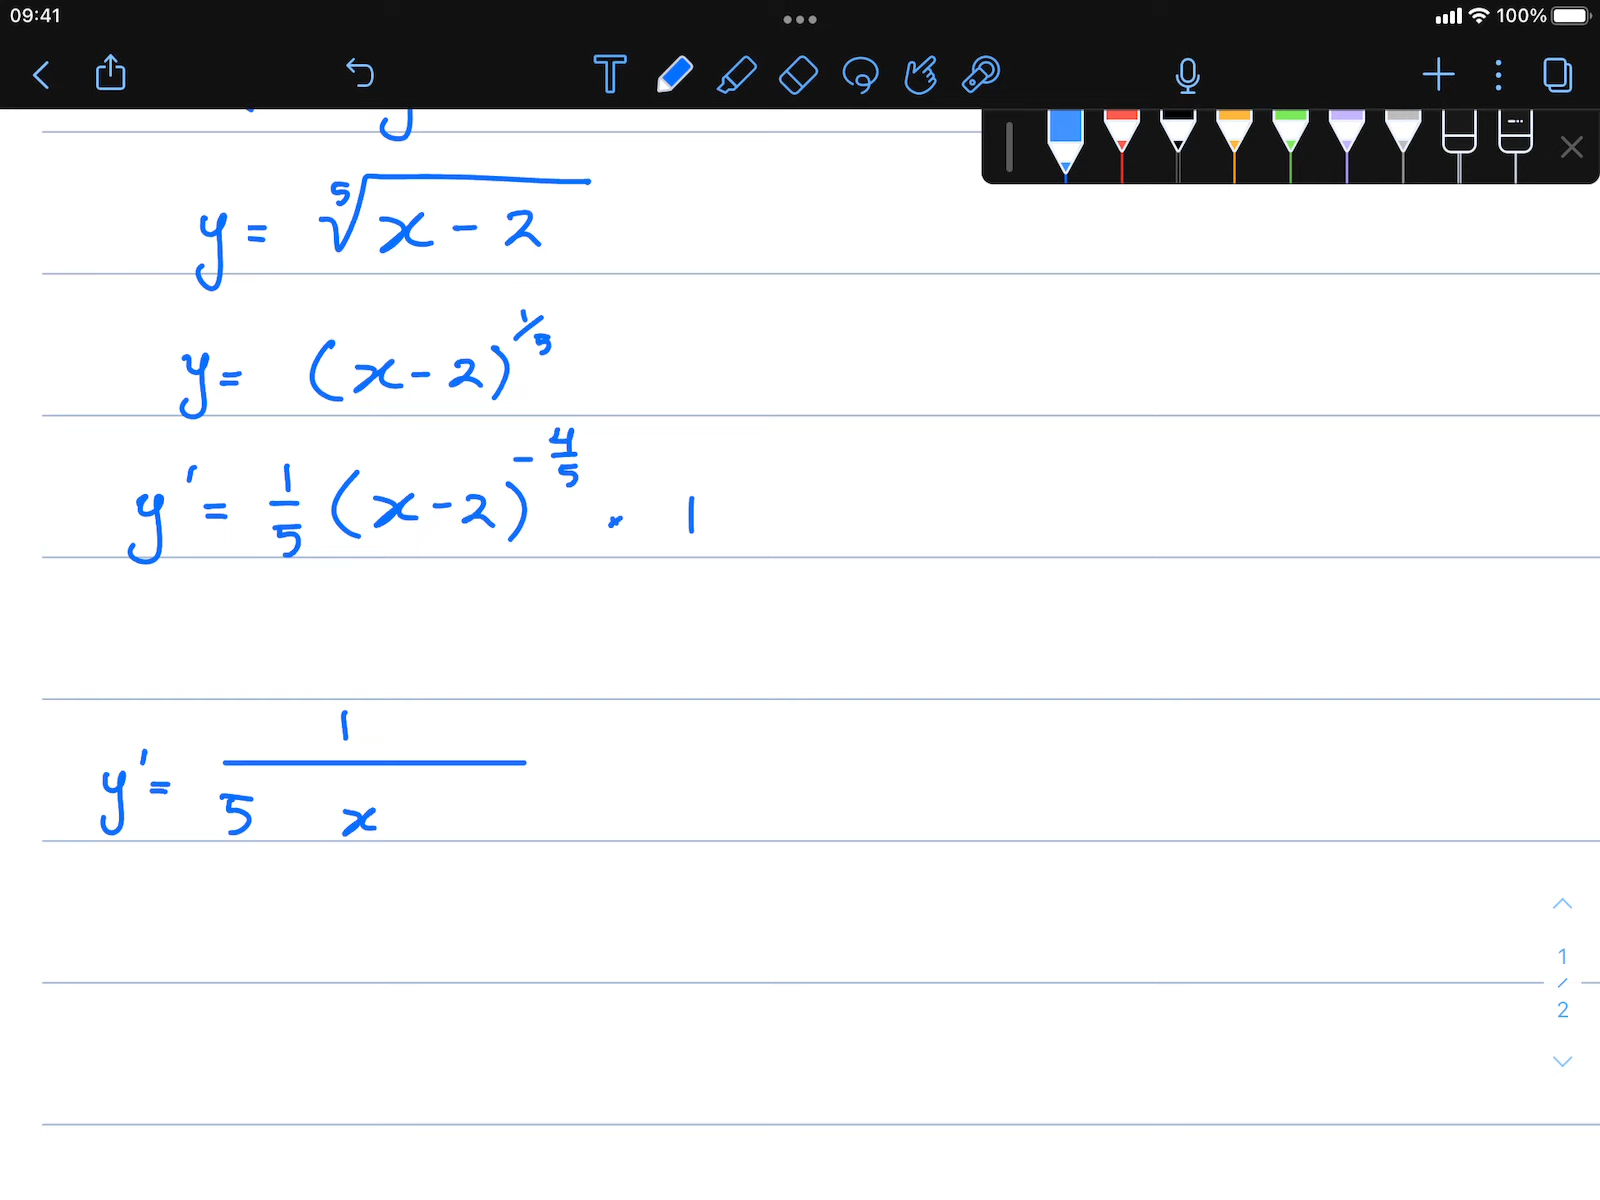 09:41
100%
T
y
y = ⁵√x - 2
y = (x-2)^1/5
y' = 1/5 (x-2)^-4/5 · 1
y' = 1/5 x
1
/
2